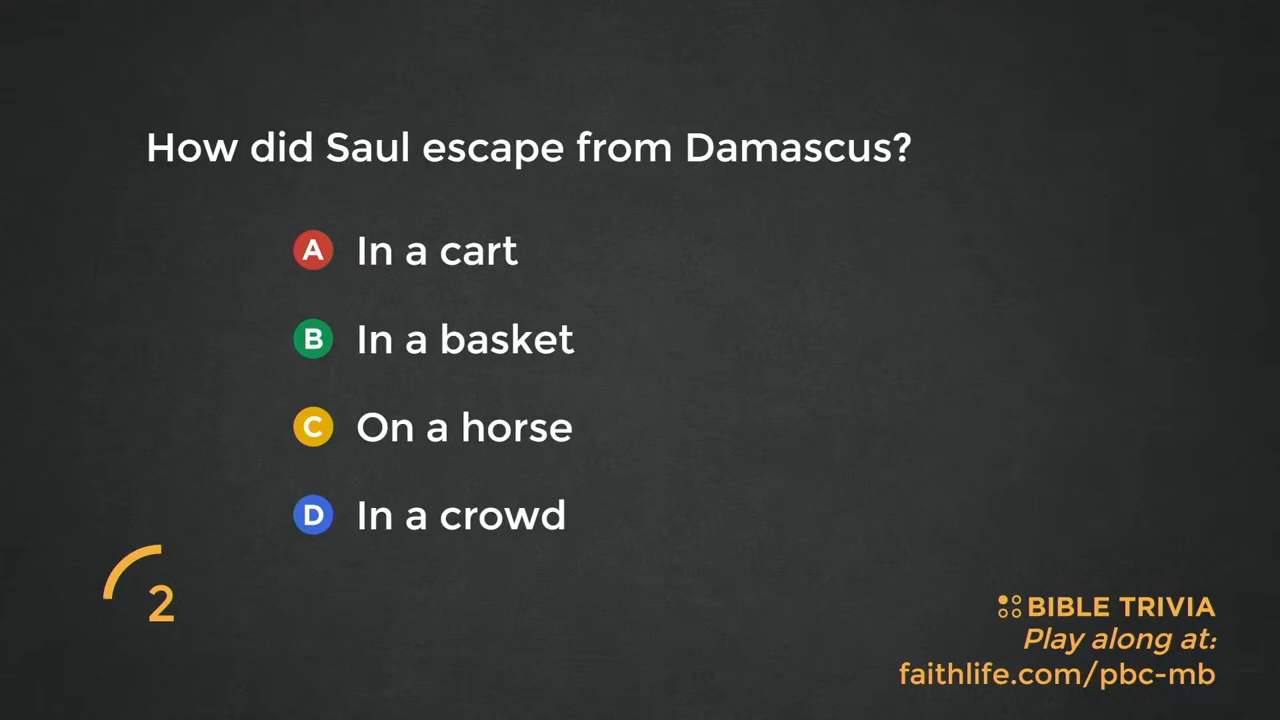 How did Saul escape from Damascus?
A In a cart
B In a basket
C On a horse
D In a crowd
2
BIBLE TRIVIA
Play along at:
faithlife.com/pbc-mb